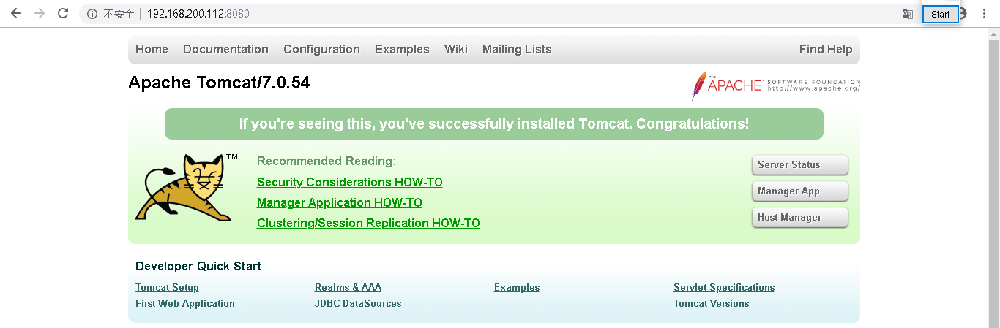 不安全 | 192.168.200.112:8080
Start
Home Documentation Configuration Examples Wiki Mailing Lists Find Help
Apache Tomcat/7.0.54
THE APACHE SOFTWARE FOUNDATION
http://www.apache.org/
If you're seeing this, you've successfully installed Tomcat. Congratulations!
TM
Recommended Reading:
Security Considerations HOW-TO
Manager Application HOW-TO
Clustering/Session Replication HOW-TO
Server Status
Manager App
Host Manager
Developer Quick Start
Tomcat Setup Realms & AAA Examples Servlet Specifications
First Web Application JDBC DataSources Tomcat Versions